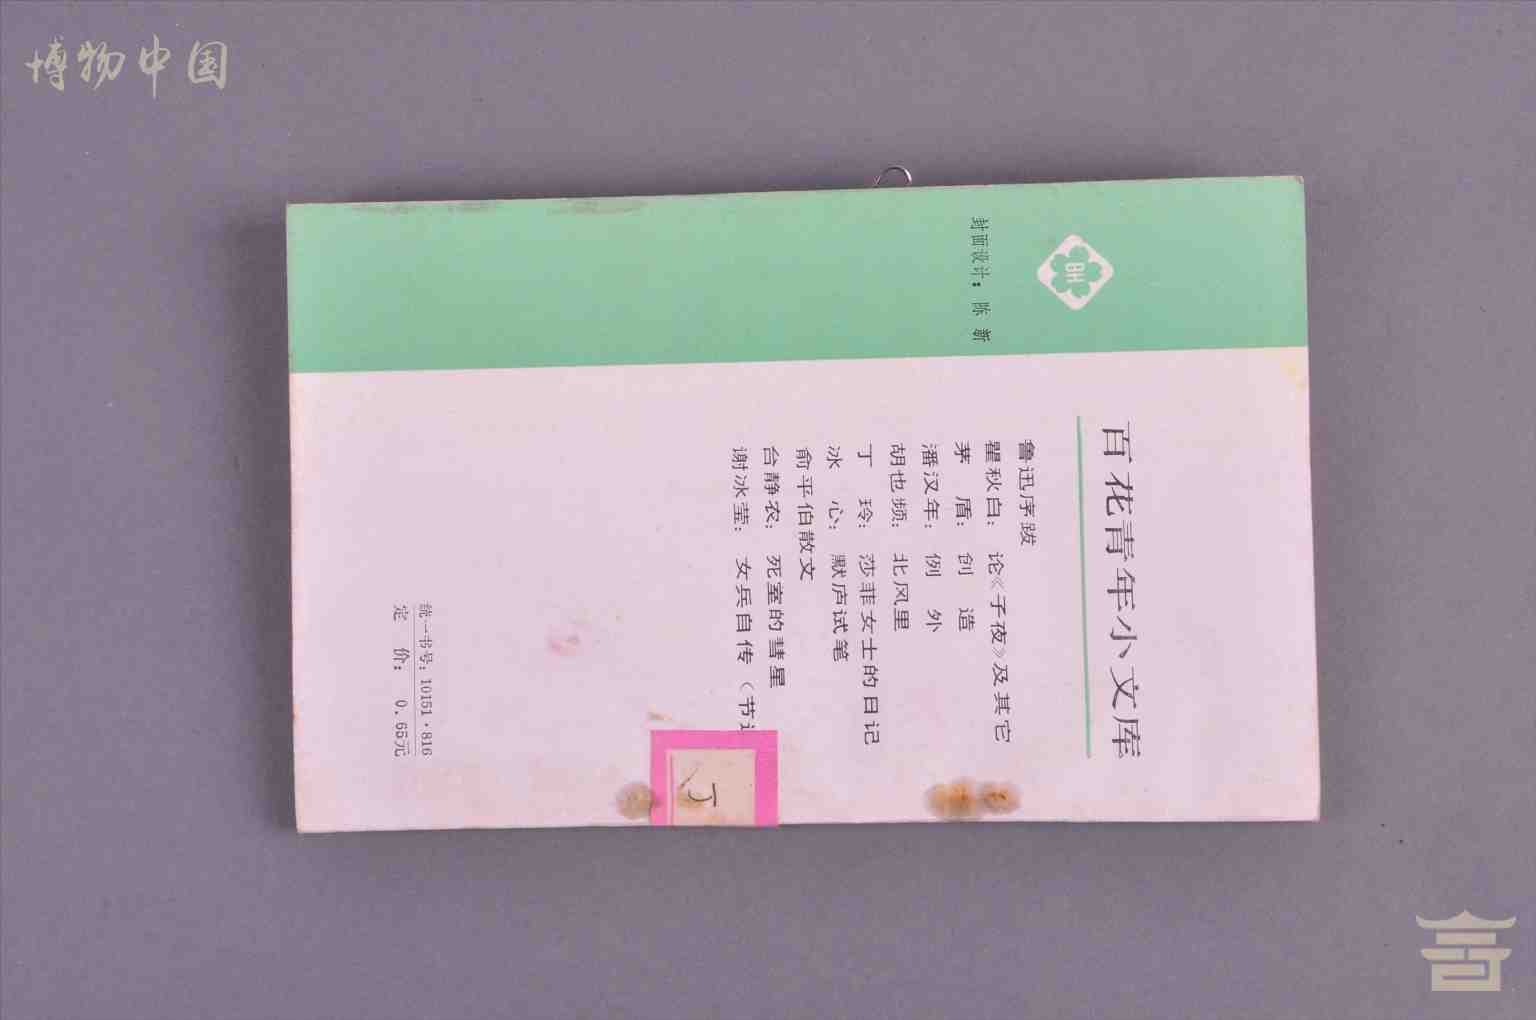 博物中国
BH
封面设计：陈 新
百花青年小文库
鲁迅序跋
瞿秋白：论《子夜》及其它
茅 盾：创 造
潘汉年：例 外
胡也频：北风里
丁 玲：莎菲女士的日记
冰 心：默庐试笔
俞平伯散文
台静农：死室的彗星
谢冰莹：女兵自传（节
统一书号：10151·816
定 价：0.65元